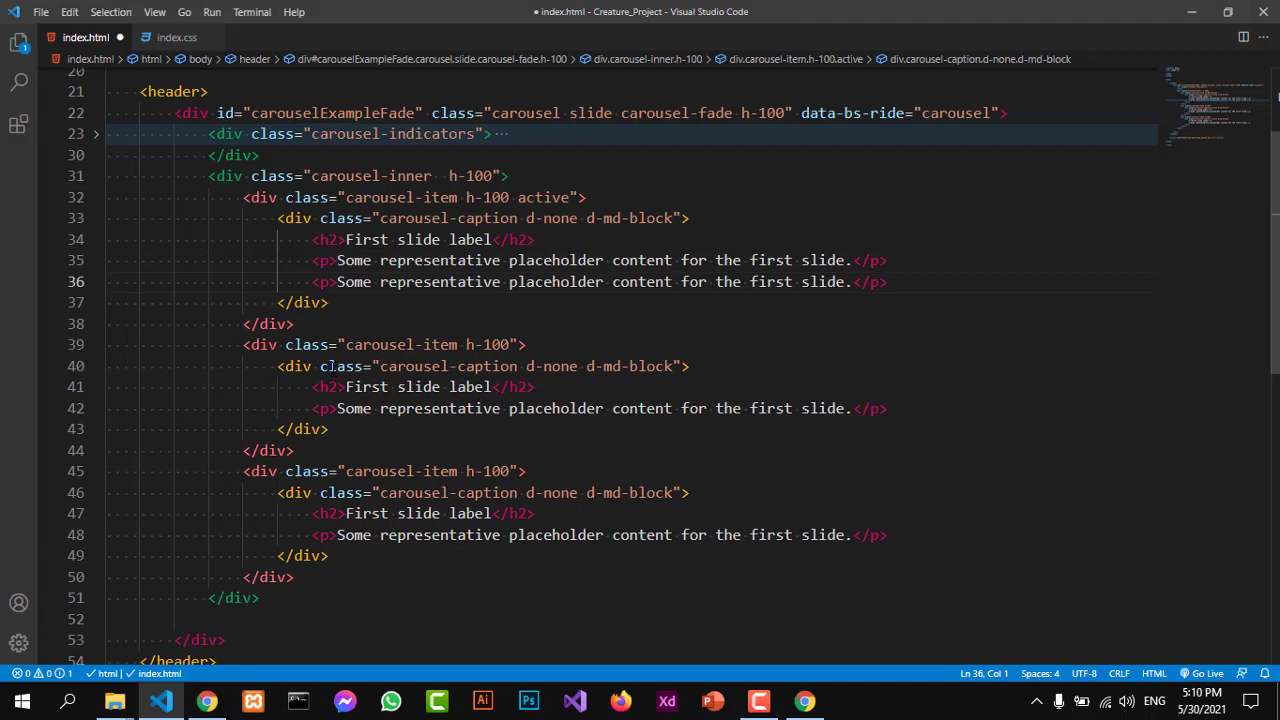 File Edit Selection View Go Run Terminal Help
● index.html - Creature_Project - Visual Studio Code
index.html ● index.css
index.html > html > body > header > div#carouselExampleFade.carousel.slide.carousel-fade.h-100 > div.carousel-inner.h-100 > div.carousel-item.h-100.active > div.carousel-caption.d-none.d-md-block
20
21 <header>
22 <div id="carouselExampleFade" class="carousel slide carousel-fade h-100" data-bs-ride="carousel">
23 <div class="carousel-indicators">···
30 </div>
31 <div class="carousel-inner  h-100">
32 <div class="carousel-item h-100 active">
33 <div class="carousel-caption d-none d-md-block">
34 <h2>First slide label</h2>
35 <p>Some representative placeholder content for the first slide.</p>
36 <p>Some representative placeholder content for the first slide.</p>
37 </div>
38 </div>
39 <div class="carousel-item h-100">
40 <div class="carousel-caption d-none d-md-block">
41 <h2>First slide label</h2>
42 <p>Some representative placeholder content for the first slide.</p>
43 </div>
44 </div>
45 <div class="carousel-item h-100">
46 <div class="carousel-caption d-none d-md-block">
47 <h2>First slide label</h2>
48 <p>Some representative placeholder content for the first slide.</p>
49 </div>
50 </div>
51 </div>
52
53 </div>
54 </header>
0 0 1 html index.html Ln 36, Col 1 Spaces: 4 UTF-8 CRLF HTML Go Live
Ai Ps Xd ENG 5:10 PM
5/30/2021